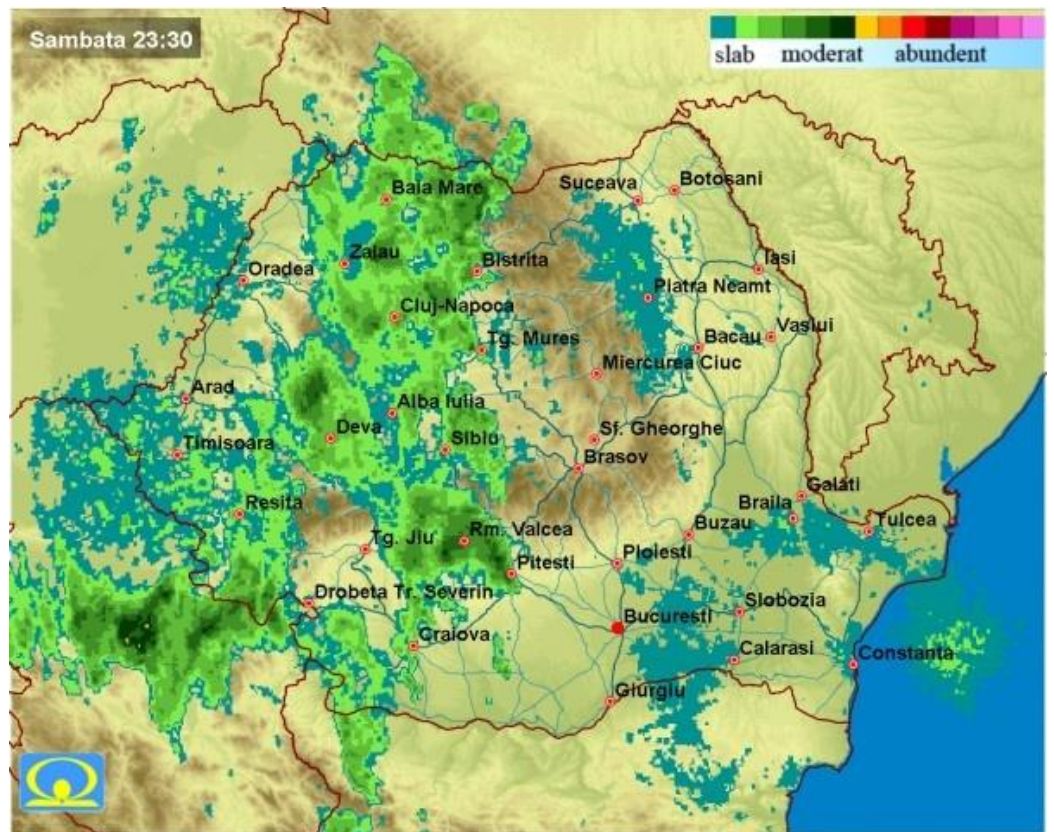 Sambata 23:30
slab moderat abundent
Baia Mare
Suceava
Botosani
Zalau
Oradea
Bistrita
Iasi
Piatra Neamt
Cluj-Napoca
Tg. Mures
Bacau
Vaslui
Miercurea Ciuc
Arad
Alba Iulia
Deva
Sibiu
Sf. Gheorghe
Timisoara
Brasov
Resita
Galati
Braila
Tulcea
Tg. Jiu
Rm. Valcea
Buzau
Pitesti
Ploiesti
Drobeta Tr. Severin
Slobozia
Bucuresti
Craiova
Calarasi
Constanta
Giurgiu